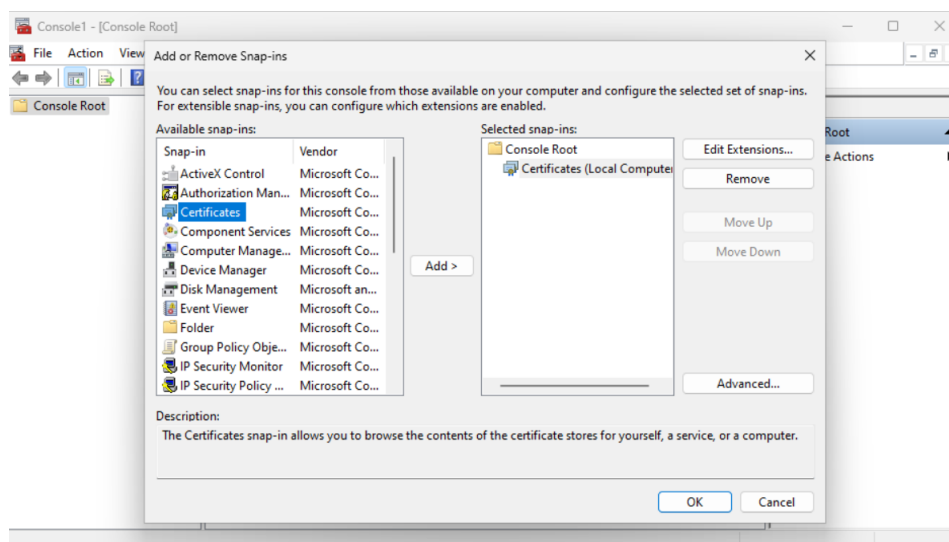 Console1 - [Console Root]
File Action View
Add or Remove Snap-ins
Console Root
You can select snap-ins for this console from those available on your computer and configure the selected set of snap-ins.
For extensible snap-ins, you can configure which extensions are enabled.
Available snap-ins:
Snap-in Vendor
ActiveX Control Microsoft Co...
Authorization Man... Microsoft Co...
Certificates Microsoft Co...
Component Services Microsoft Co...
Computer Manage... Microsoft Co...
Device Manager Microsoft Co...
Disk Management Microsoft an...
Event Viewer Microsoft Co...
Folder Microsoft Co...
Group Policy Obje... Microsoft Co...
IP Security Monitor Microsoft Co...
IP Security Policy ... Microsoft Co...
Add >
Selected snap-ins:
Console Root
Certificates (Local Computer
Edit Extensions...
Remove
Move Up
Move Down
Advanced...
Root
e Actions
Description:
The Certificates snap-in allows you to browse the contents of the certificate stores for yourself, a service, or a computer.
OK Cancel